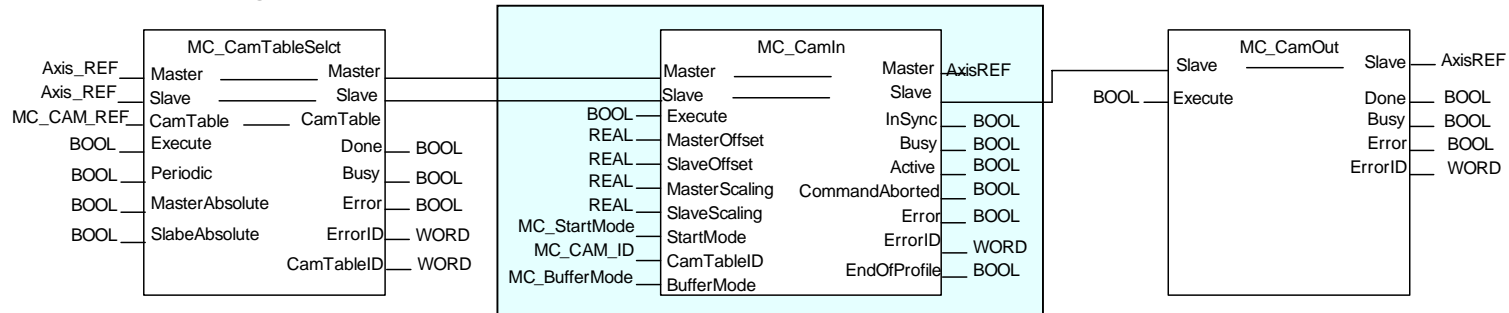 MC_CamTableSelct
Axis_REF Master Master
Axis_REF Slave Slave
MC_CAM_REF CamTable CamTable
BOOL Execute Done BOOL
BOOL Periodic Busy BOOL
BOOL MasterAbsolute Error BOOL
BOOL SlabeAbsolute ErrorID WORD
CamTableID WORD
MC_CamIn
Master Master AxisREF
Slave Slave
BOOL Execute InSync BOOL
REAL MasterOffset Busy BOOL
REAL SlaveOffset Active BOOL
REAL MasterScaling CommandAborted BOOL
REAL SlaveScaling Error BOOL
MC_StartMode StartMode ErrorID WORD
MC_CAM_ID CamTableID EndOfProfile BOOL
MC_BufferMode BufferMode
MC_CamOut
Slave Slave AxisREF
BOOL Execute Done BOOL
Busy BOOL
Error BOOL
ErrorID WORD